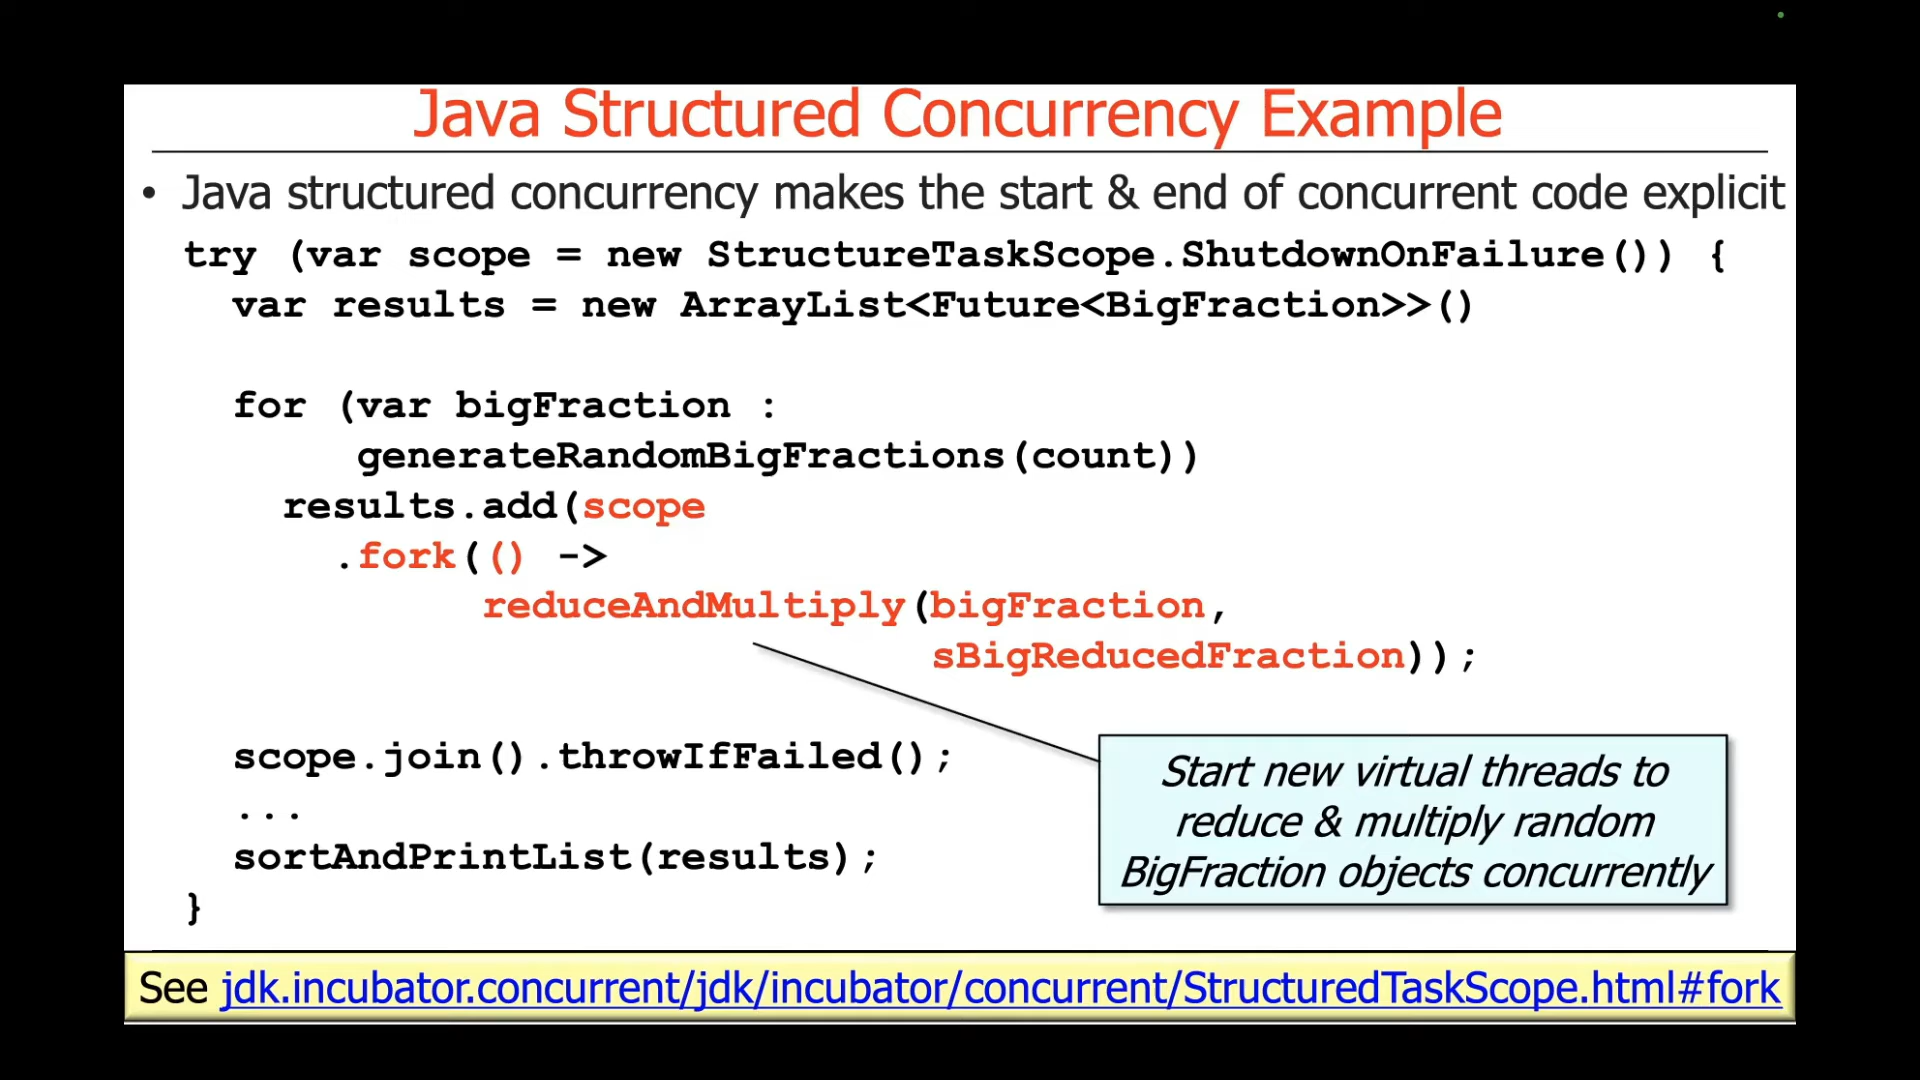 Java Structured Concurrency Example
• Java structured concurrency makes the start & end of concurrent code explicit
try (var scope = new StructureTaskScope.ShutdownOnFailure()) {
var results = new ArrayList<Future<BigFraction>>()
for (var bigFraction :
generateRandomBigFractions(count))
results.add(scope
.fork(() ->
reduceAndMultiply(bigFraction,
sBigReducedFraction));
scope.join().throwIfFailed();
...
sortAndPrintList(results);
}
Start new virtual threads to
reduce & multiply random
BigFraction objects concurrently
See jdk.incubator.concurrent/jdk/incubator/concurrent/StructuredTaskScope.html#fork